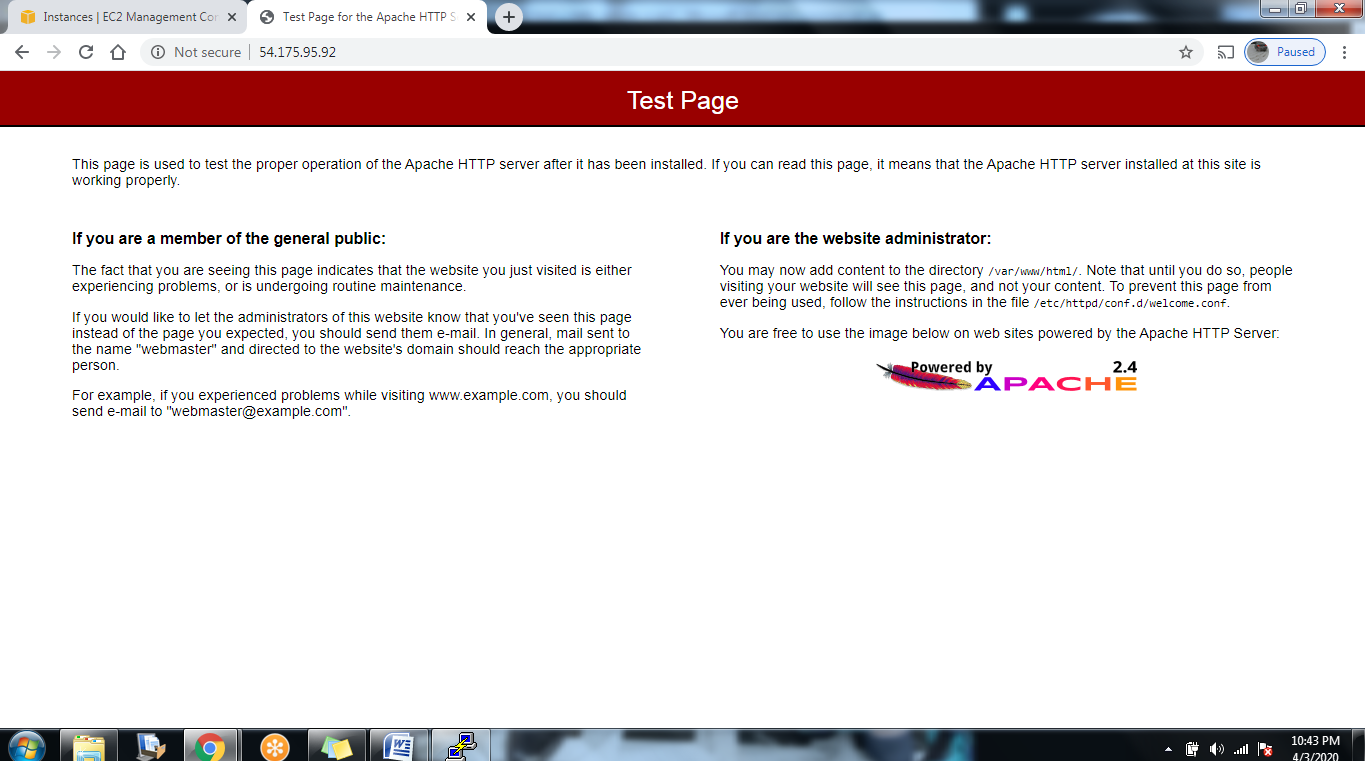 Instances | EC2 Management Con
Test Page for the Apache HTTP S
Not secure
54.175.95.92
Paused
Test Page
This page is used to test the proper operation of the Apache HTTP server after it has been installed. If you can read this page, it means that the Apache HTTP server installed at this site is
working properly.
If you are a member of the general public:
The fact that you are seeing this page indicates that the website you just visited is either
experiencing problems, or is undergoing routine maintenance.
If you would like to let the administrators of this website know that you've seen this page
instead of the page you expected, you should send them e-mail. In general, mail sent to
the name "webmaster" and directed to the website's domain should reach the appropriate
person.
For example, if you experienced problems while visiting www.example.com, you should
send e-mail to "webmaster@example.com".
If you are the website administrator:
You may now add content to the directory /var/www/html/. Note that until you do so, people
visiting your website will see this page, and not your content. To prevent this page from
ever being used, follow the instructions in the file /etc/httpd/conf.d/welcome.conf.
You are free to use the image below on web sites powered by the Apache HTTP Server:
Powered by 2.4
APACHE
10:43 PM
4/3/2020